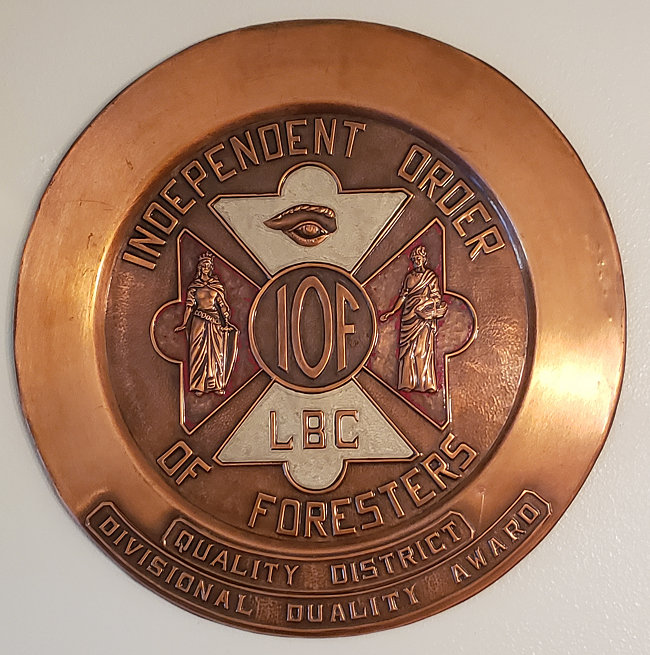 INDEPENDENT ORDER
OF FORESTERS
IOF
LBC
QUALITY DISTRICT
DIVISIONAL QUALITY AWARD